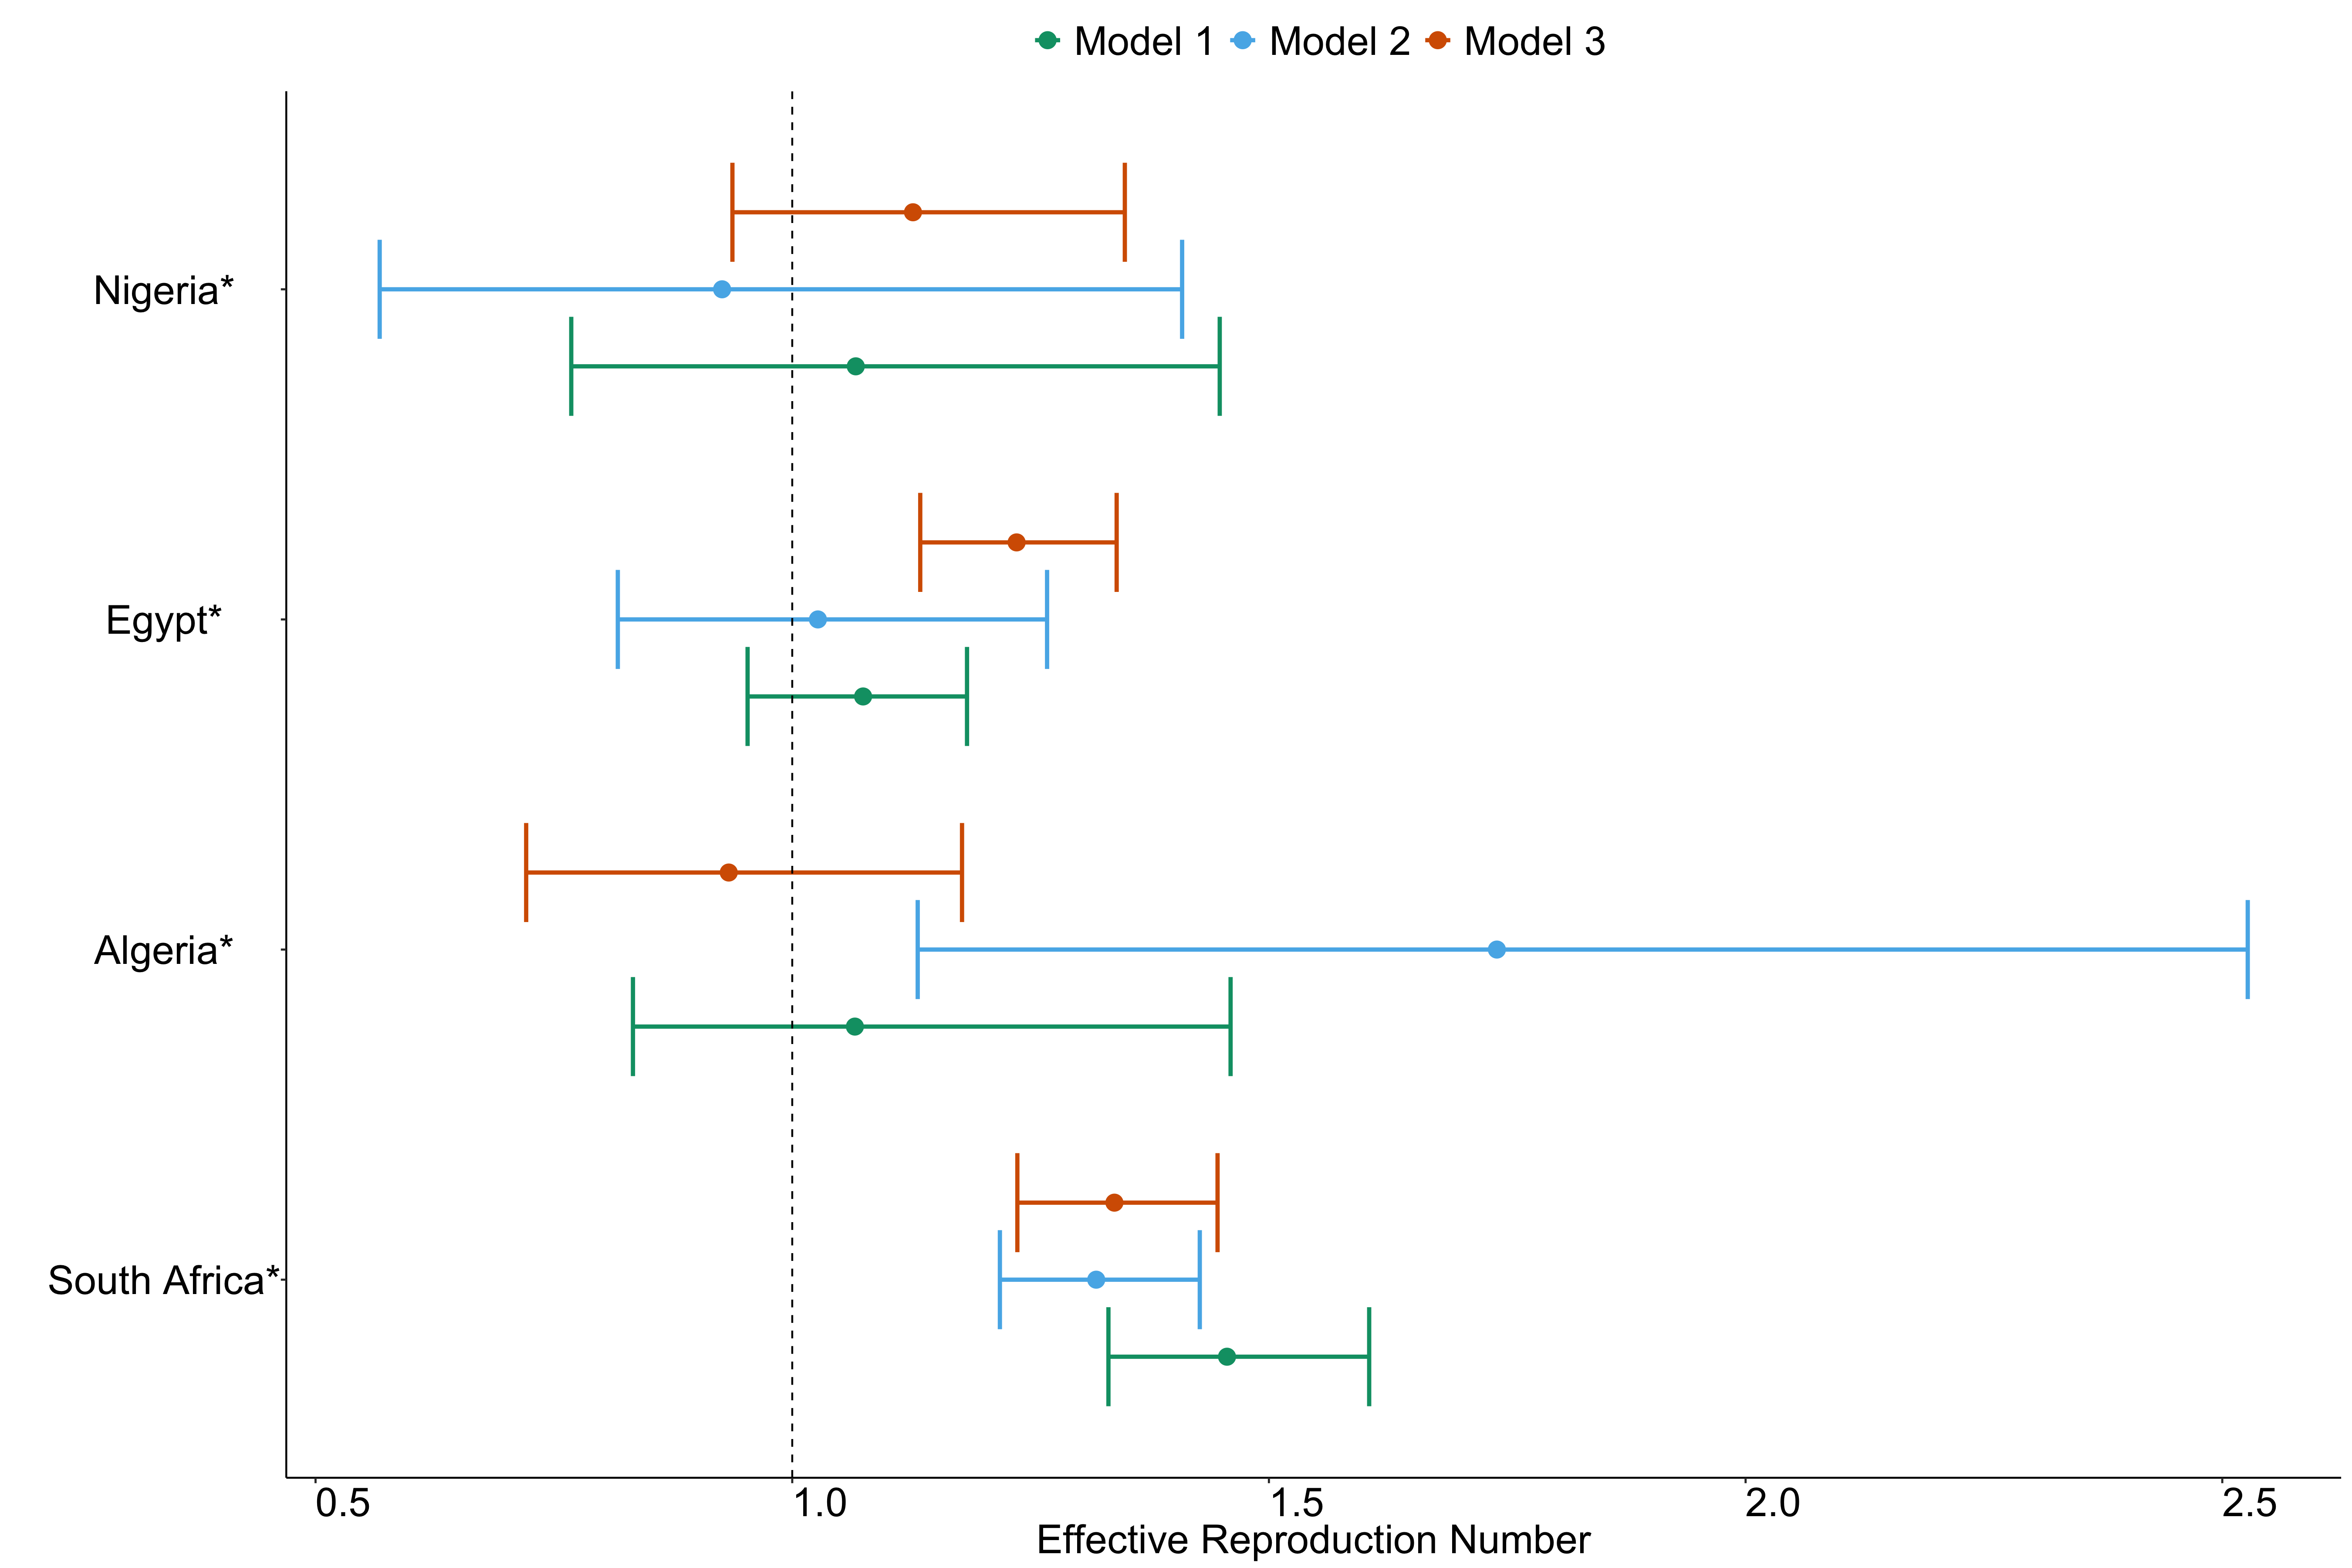 Model 1 Model 2 Model 3
Nigeria*
Egypt*
Algeria*
South Africa*
0.5 1.0 1.5 2.0 2.5
Effective Reproduction Number